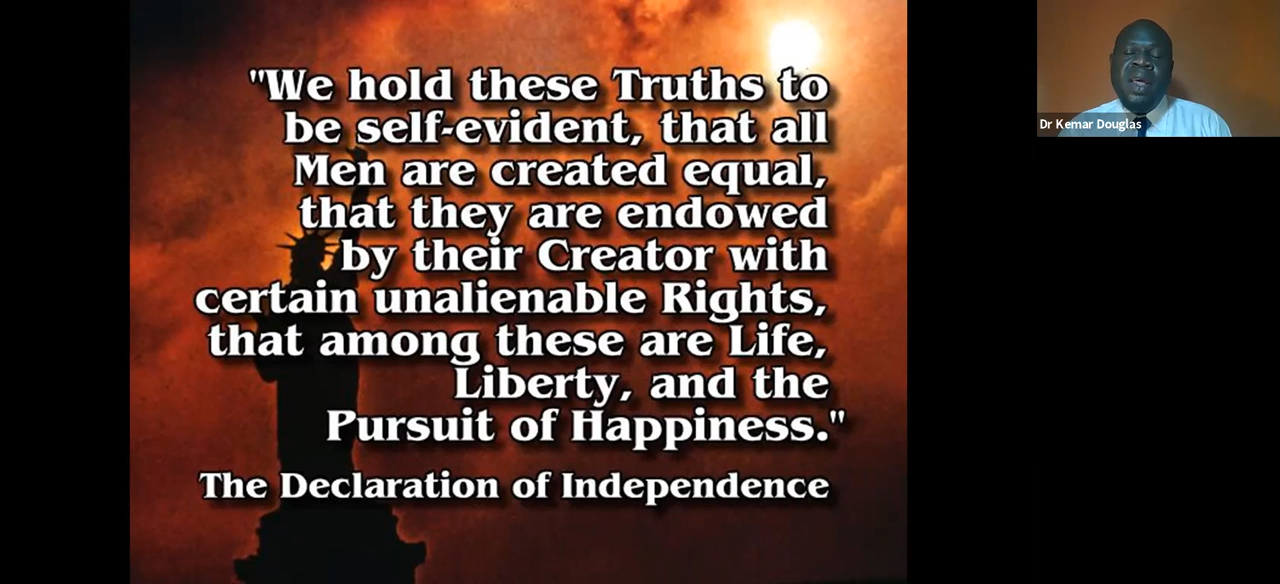 "We hold these Truths to
be self-evident, that all
Men are created equal,
that they are endowed
by their Creator with
certain unalienable Rights,
that among these are Life,
Liberty, and the
Pursuit of Happiness."
The Declaration of Independence
Dr Kemar Douglas